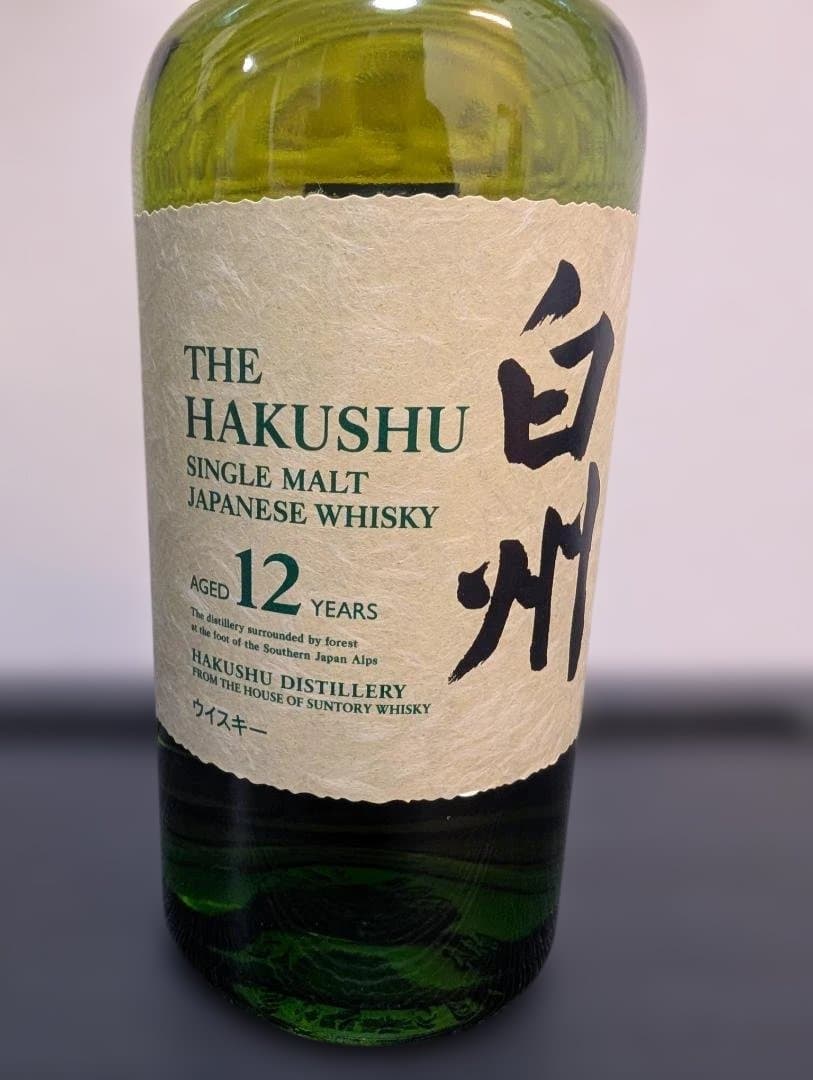 THE
HAKUSHU
SINGLE MALT
JAPANESE WHISKY
AGED 12 YEARS
The distillery surrounded by forest
at the foot of the Southern Japan Alps
HAKUSHU DISTILLERY
FROM THE HOUSE OF SUNTORY WHISKY
ウイスキー
白州